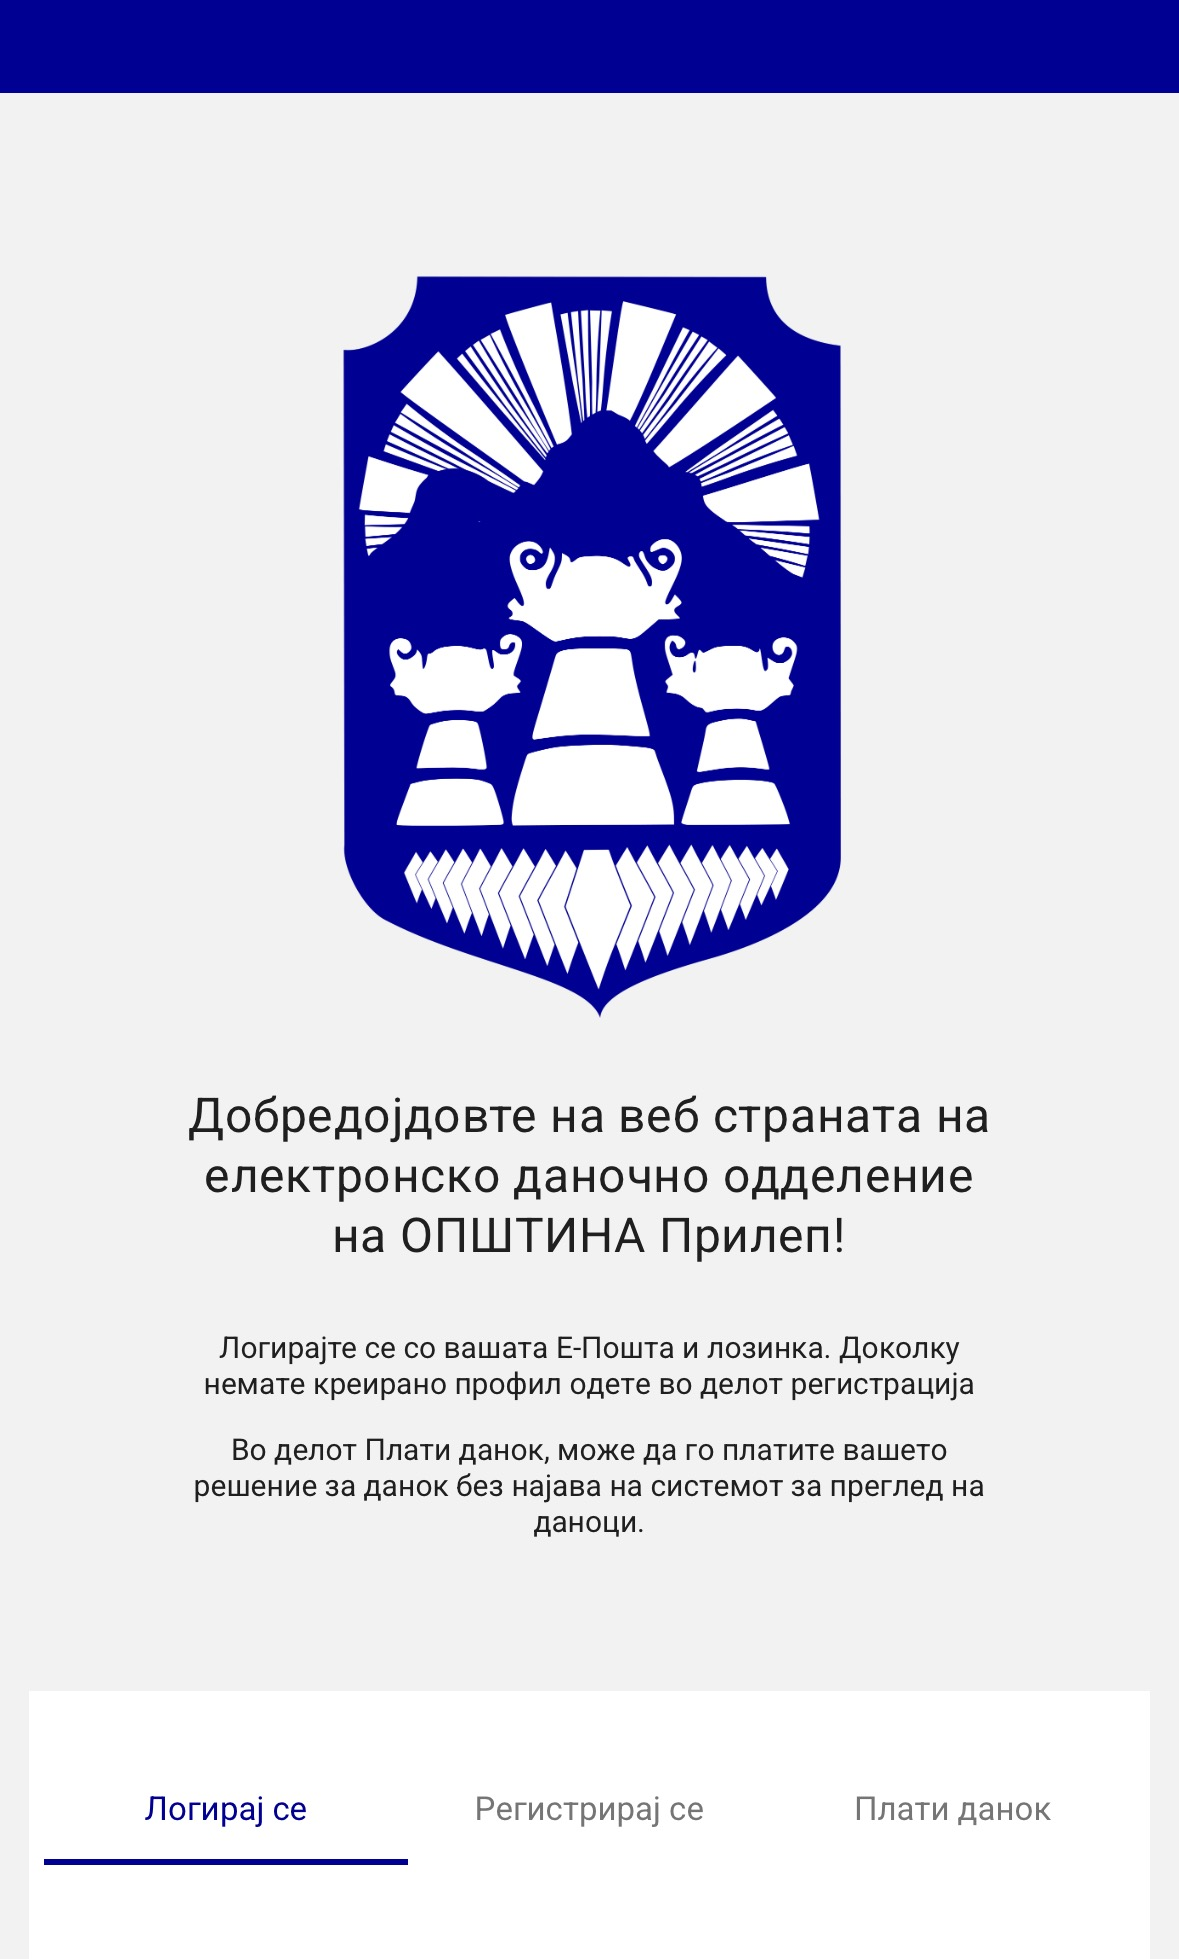 Добредојдовте на веб страната на
електронско даночно одделение
на ОПШТИНА Прилеп!
Логирајте се со вашата Е-Пошта и лозинка. Доколку
немате креирано профил одете во делот регистрација
Во делот Плати данок, може да го платите вашето
решение за данок без најава на системот за преглед на
даноци.
Логирај се
Регистрирај се
Плати данок